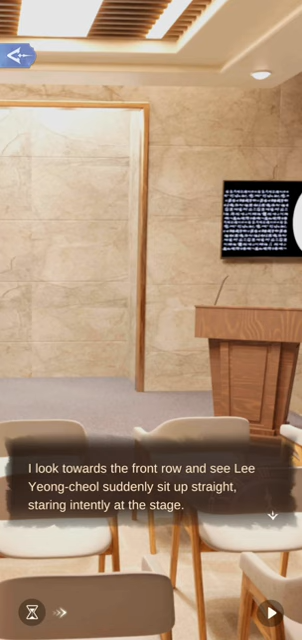 I look towards the front row and see Lee
Yeong-cheol suddenly sit up straight,
staring intently at the stage.